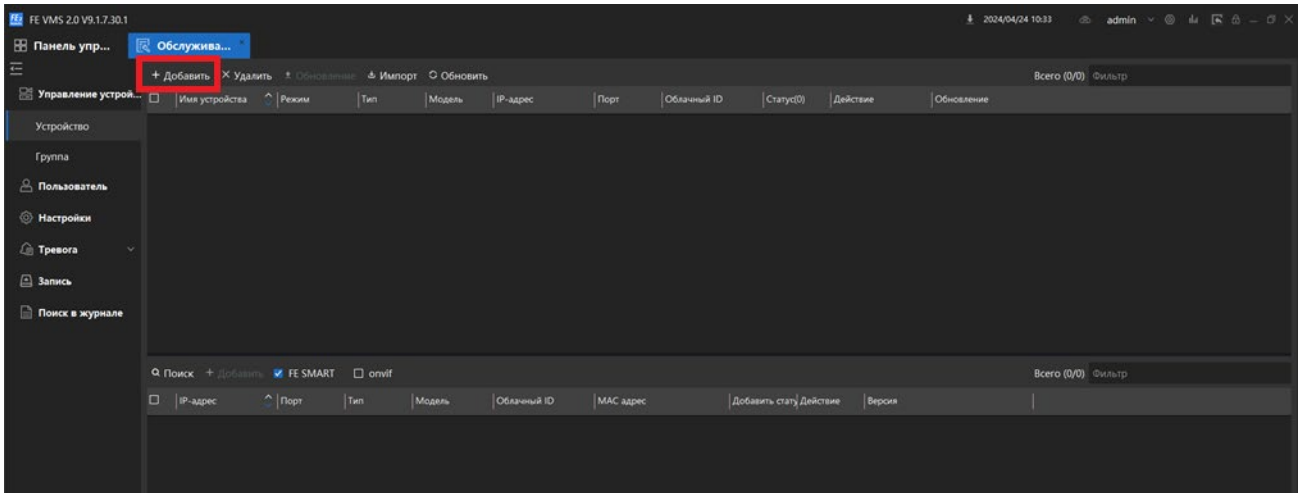 FE VMS 2.0 V9.1.7.30.1 2024/04/24 10:33 admin
Панель упр... Обслужива...
+ Добавить Удалить Обновление Импорт Обновить Всего (0/0) Фильтр
Управление устрой... Имя устройства Режим Тип Модель IP-адрес Порт Облачный ID Статус(0) Действие Обновление
Устройство
Группа
Пользователь
Настройки
Тревога
Запись
Поиск в журнале
Поиск + Добавить FE SMART onvif Всего (0/0) Фильтр
IP-адрес Порт Тип Модель Облачный ID MAC адрес Добавить стату Действие Версия